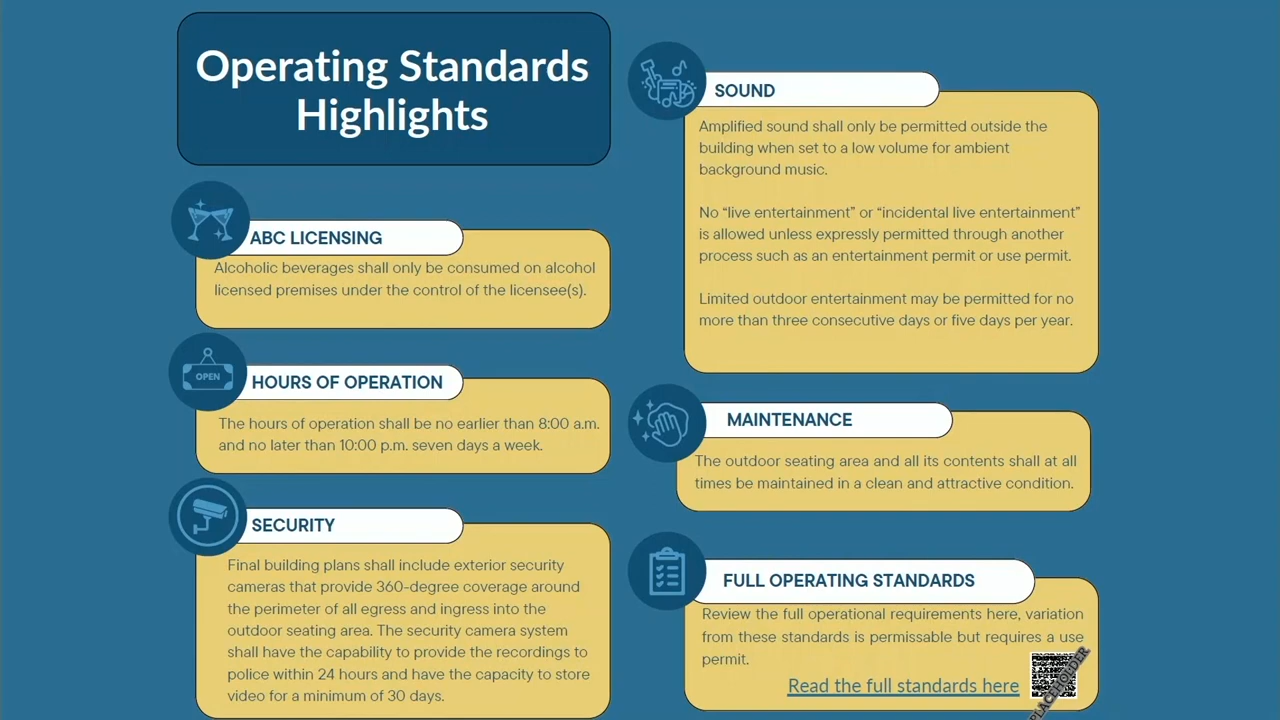 Operating Standards
Highlights
ABC LICENSING
Alcoholic beverages shall only be consumed on alcohol
licensed premises under the control of the licensee(s).
OPEN
HOURS OF OPERATION
The hours of operation shall be no earlier than 8:00 a.m.
and no later than 10:00 p.m. seven days a week.
SECURITY
Final building plans shall include exterior security
cameras that provide 360-degree coverage around
the perimeter of all egress and ingress into the
outdoor seating area. The security camera system
shall have the capability to provide the recordings to
police within 24 hours and have the capacity to store
video for a minimum of 30 days.
SOUND
Amplified sound shall only be permitted outside the
building when set to a low volume for ambient
background music.
No “live entertainment” or “incidental live entertainment”
is allowed unless expressly permitted through another
process such as an entertainment permit or use permit.
Limited outdoor entertainment may be permitted for no
more than three consecutive days or five days per year.
MAINTENANCE
The outdoor seating area and all its contents shall at all
times be maintained in a clean and attractive condition.
FULL OPERATING STANDARDS
Review the full operational requirements here, variation
from these standards is permissable but requires a use
permit.
Read the full standards here
PLACEHOLDER